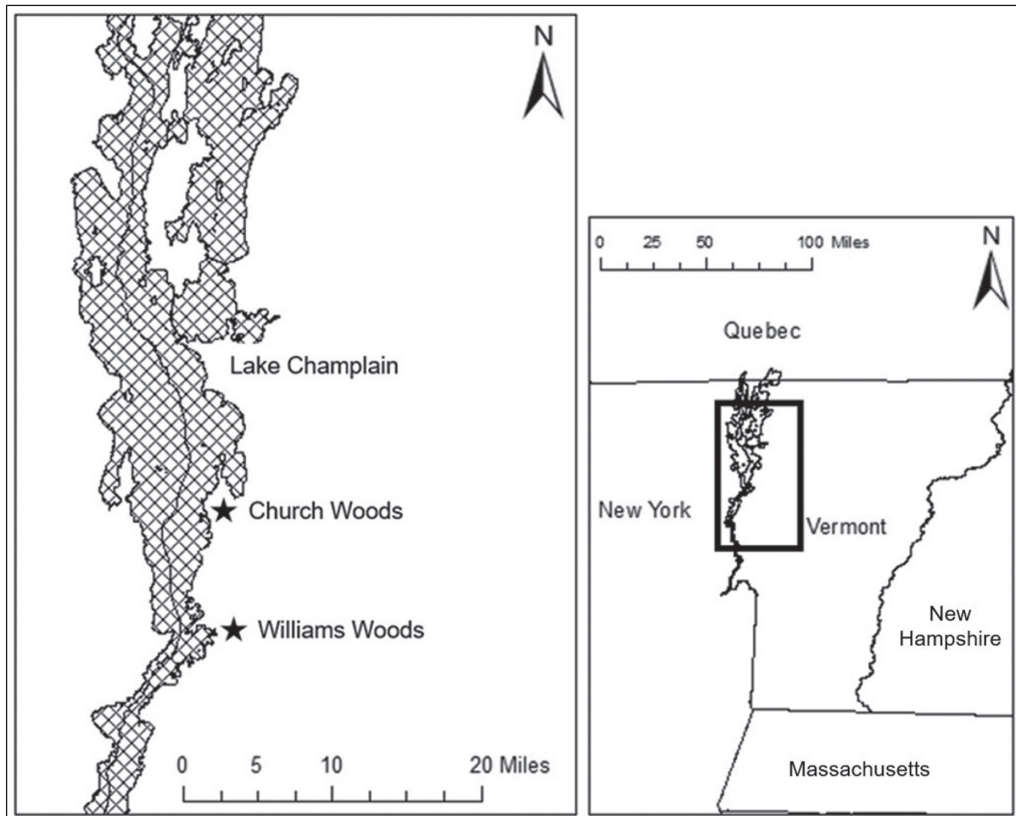 N
Lake Champlain
Church Woods
Williams Woods
0 5 10 20 Miles
0 25 50 100 Miles
N
Quebec
New York
Vermont
New
Hampshire
Massachusetts